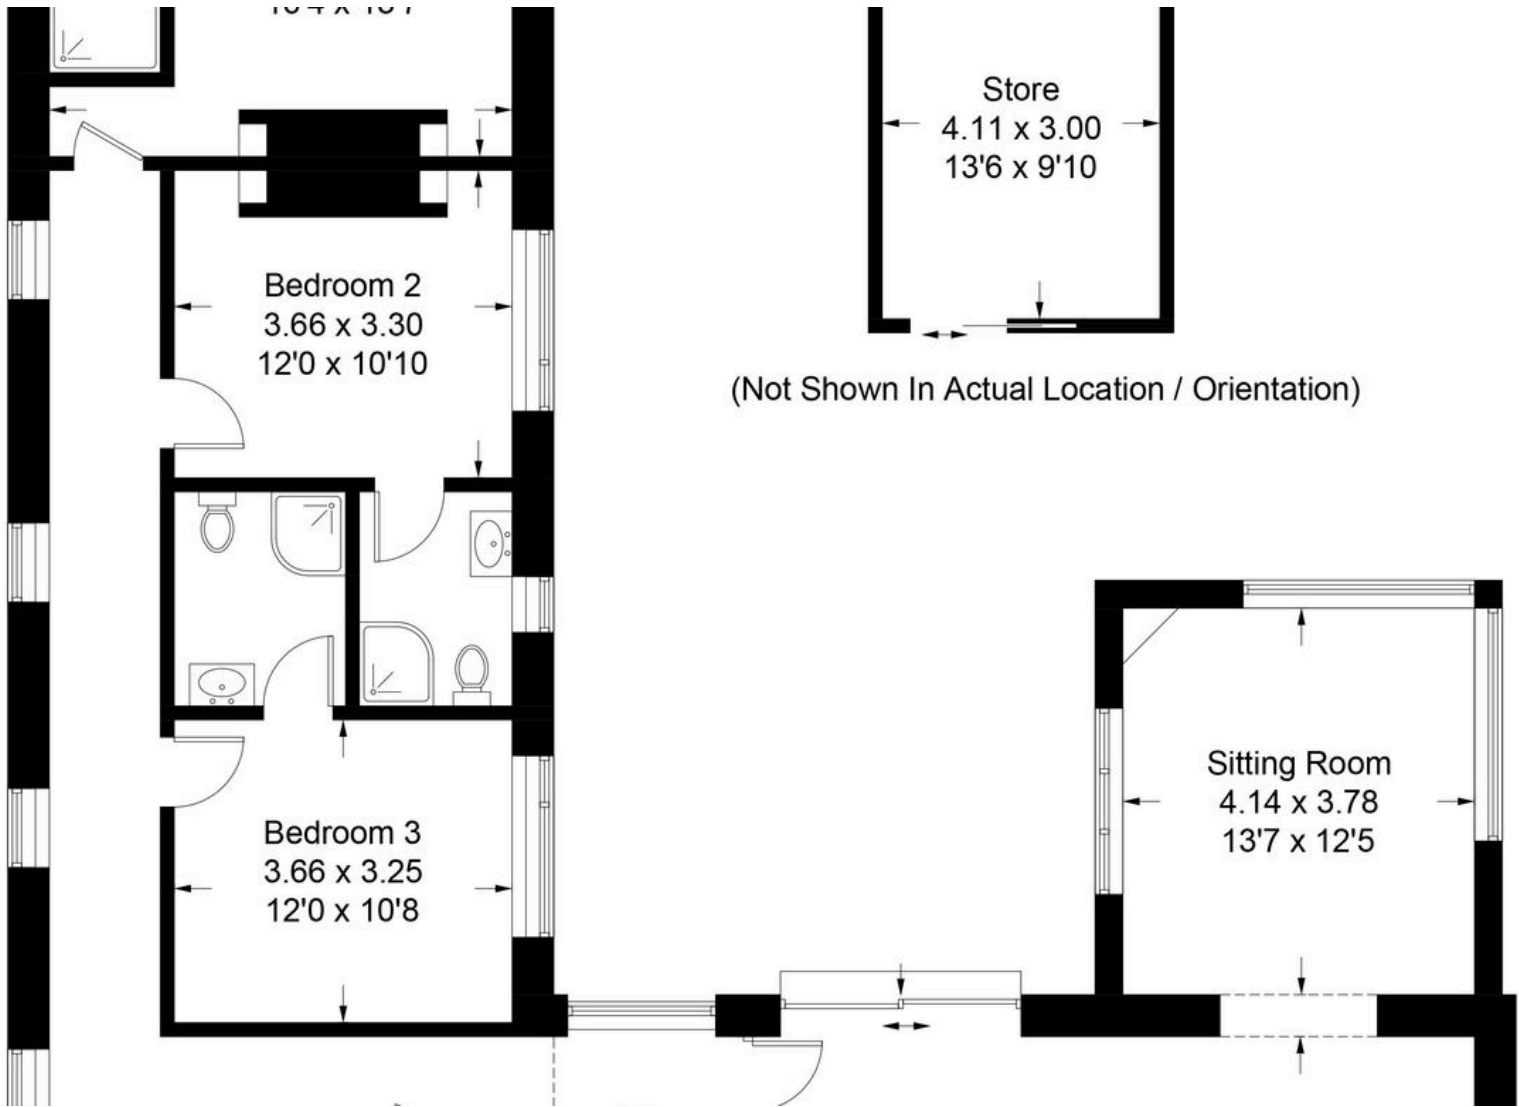 Store
4.11 x 3.00
13'6 x 9'10
Bedroom 2
3.66 x 3.30
12'0 x 10'10
(Not Shown In Actual Location / Orientation)
Sitting Room
4.14 x 3.78
13'7 x 12'5
Bedroom 3
3.66 x 3.25
12'0 x 10'8